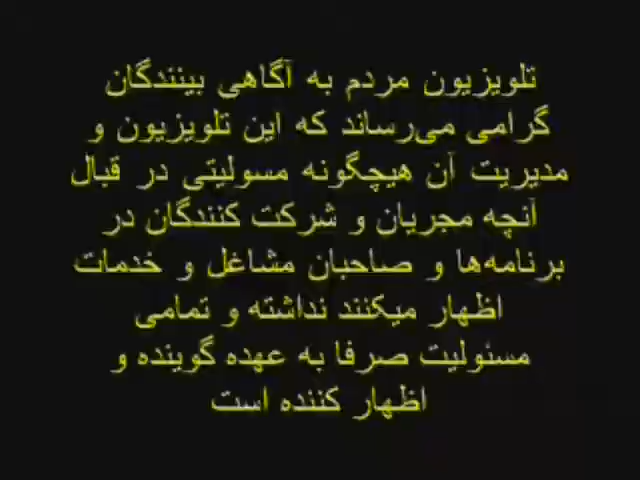 تلویزیون مردم به آگاهی بینندگان
گرامی می‌رساند که این تلویزیون و
مدیریت آن هیچگونه مسولیتی در قبال
آنچه مجریان و شرکت کنندگان در
برنامه‌ها و صاحبان مشاغل و خدمات
اظهار میکنند نداشته و تمامی
مسئولیت صرفا به عهده گوینده و
اظهار کننده است